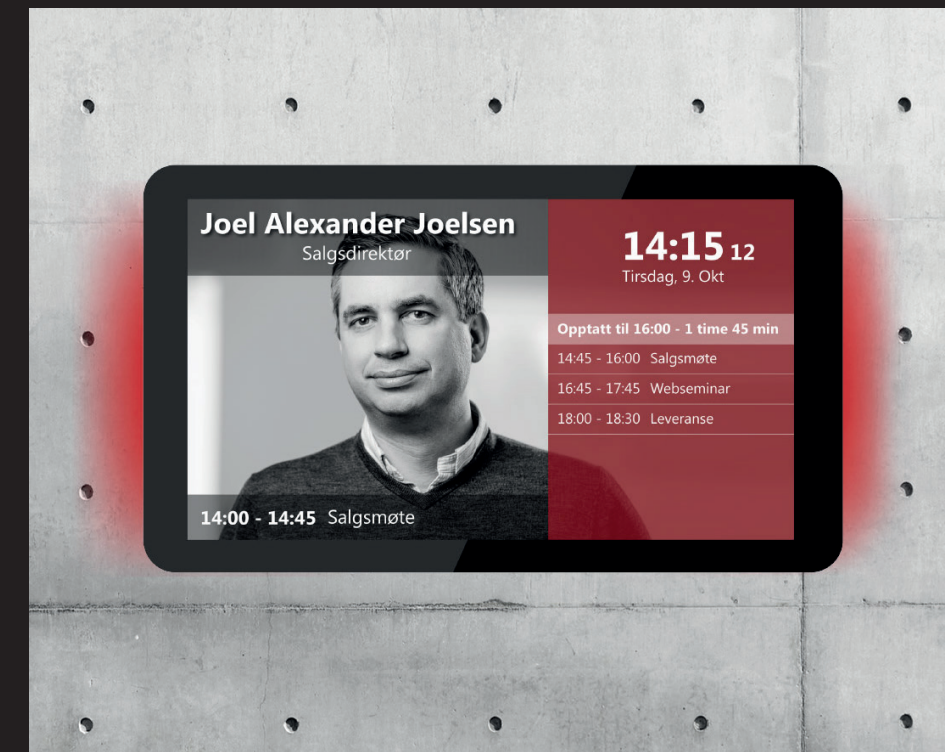 Joel Alexander Joelsen
Salgsdirektør
14:00 - 14:45 Salgsmøte
14:15 12
Tirsdag, 9. Okt
Opptatt til 16:00 - 1 time 45 min
14:45 - 16:00 Salgsmøte
16:45 - 17:45 Webseminar
18:00 - 18:30 Leveranse